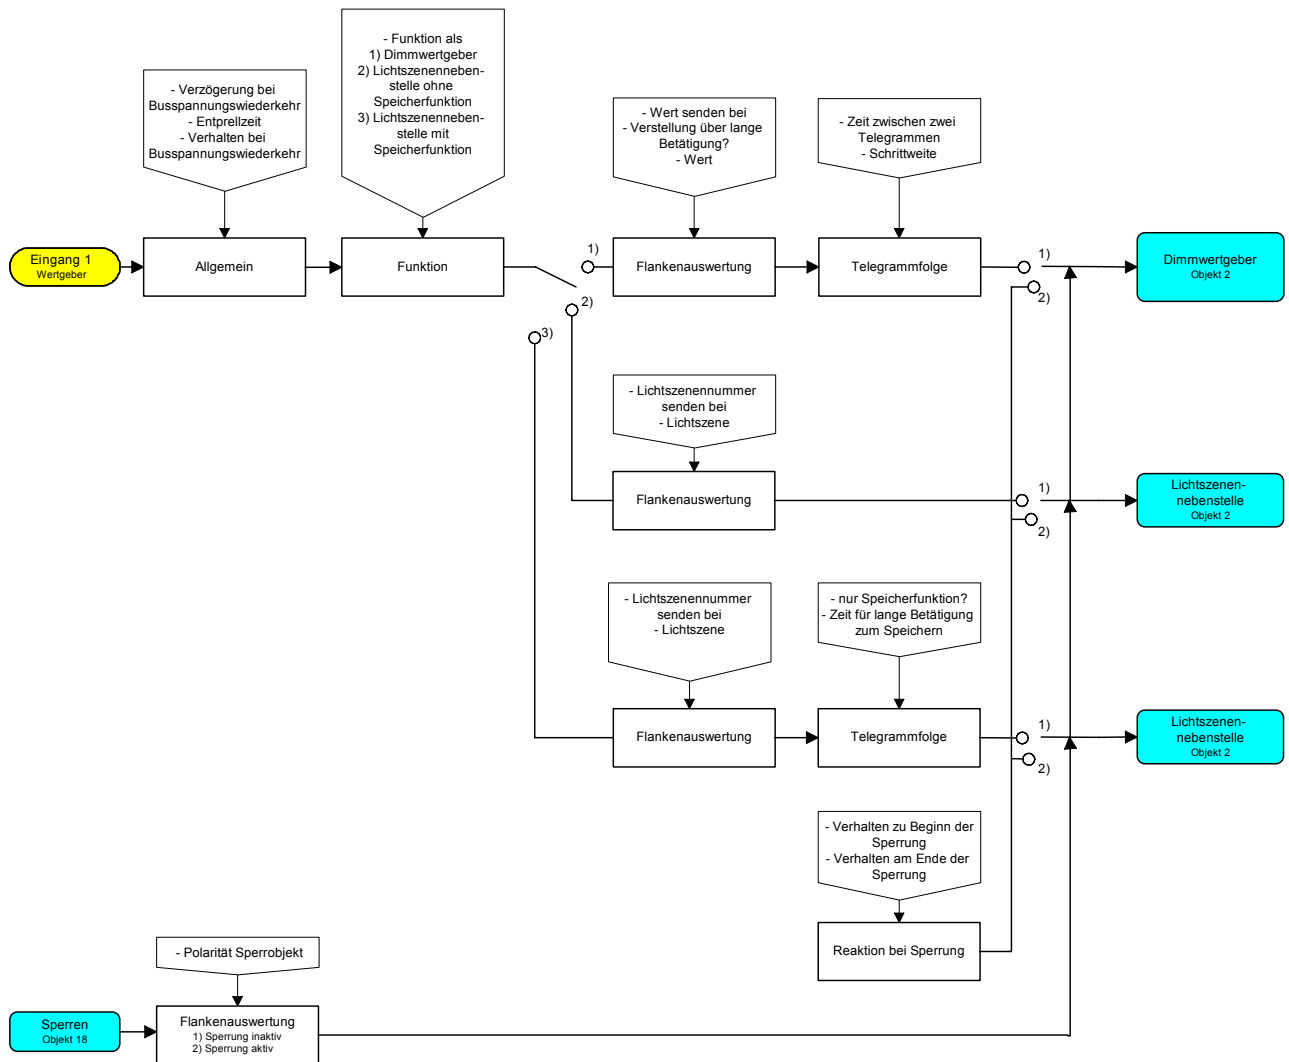 - Verzögerung bei
Busspannungswiederkehr
- Entprellzeit
- Verhalten bei
Busspannungswiederkehr
- Funktion als
1) Dimmwertgeber
2) Lichtszenenneben-
stelle ohne
Speicherfunktion
3) Lichtszenenneben-
stelle mit
Speicherfunktion
- Wert senden bei
- Verstellung über lange
Betätigung?
- Wert
- Zeit zwischen zwei
Telegrammen
- Schrittweite
Eingang 1
Wertgeber
Allgemein
Funktion
1)
2)
3)
Flankenauswertung
Telegrammfolge
1)
2)
Dimmwertgeber
Objekt 2
- Lichtszenennummer
senden bei
- Lichtszene
Flankenauswertung
1)
2)
Lichtszenen-
nebenstelle
Objekt 2
- Lichtszenennummer
senden bei
- Lichtszene
- nur Speicherfunktion?
- Zeit für lange Betätigung
zum Speichern
Flankenauswertung
Telegrammfolge
1)
2)
Lichtszenen-
nebenstelle
Objekt 2
- Verhalten zu Beginn der
Sperrung
- Verhalten am Ende der
Sperrung
Reaktion bei Sperrung
- Polarität Sperrobjekt
Sperren
Objekt 18
Flankenauswertung
1) Sperrung inaktiv
2) Sperrung aktiv